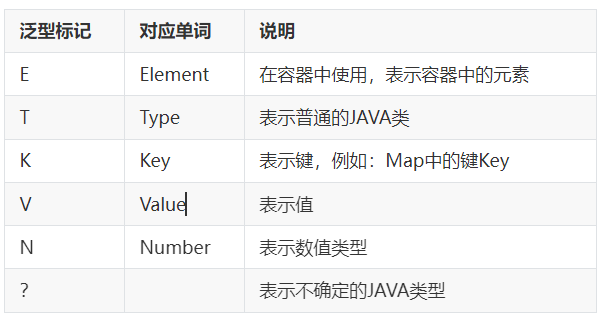 泛型标记 对应单词 说明
E Element 在容器中使用，表示容器中的元素
T Type 表示普通的JAVA类
K Key 表示键，例如：Map中的键Key
V Value 表示值
N Number 表示数值类型
? 表示不确定的JAVA类型